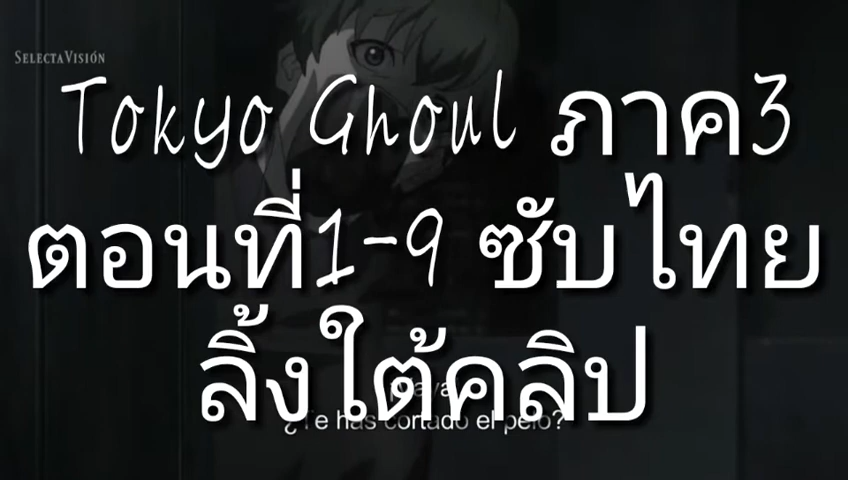 SELECTAVISIÓN
Tokyo Ghoul ภาค3
ตอนที่1-9 ซับไทย
ลิ้งใต้คลิป
¿Te has cortado el pelo?